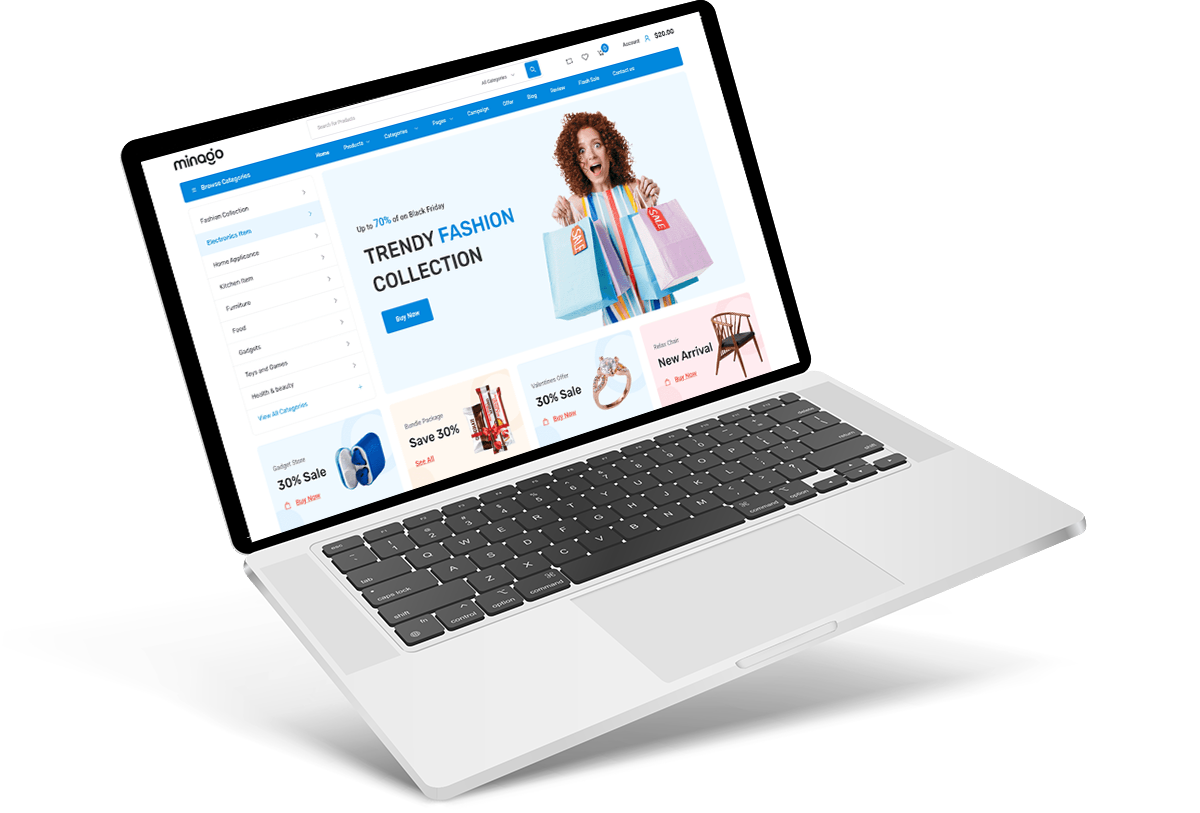 minago
Search for Products
All Categories
0
Account
$20.00
Browse Categories
Home
Products
Categories
Pages
Campaign
Offer
Blog
Review
Flash Sale
Contact us
Fashion Collection
Electronics Item
Home Applicance
Kitchen Item
Furniture
Food
Gadgets
Toys and Games
Health & beauty
View All Categories
Up to 70% of on Black Friday
TRENDY FASHION
COLLECTION
Buy Now
SALE
SALE
Gadget Store
30% Sale
Buy Now
Bundle Package
Save 30%
See All
Valentines Offer
30% Sale
Buy Now
Relax Chair
New Arrival
Buy Now
esc
delete
! 1
@ 2
# 3
$ 4
% 5
^ 6
& 7
* 8
( 9
) 0
tab
Q W E R T Y U I O P
caps lock
A S D F G H J K L
return
shift
Z X C V B N M
shift
fn
control
option
command
command
option